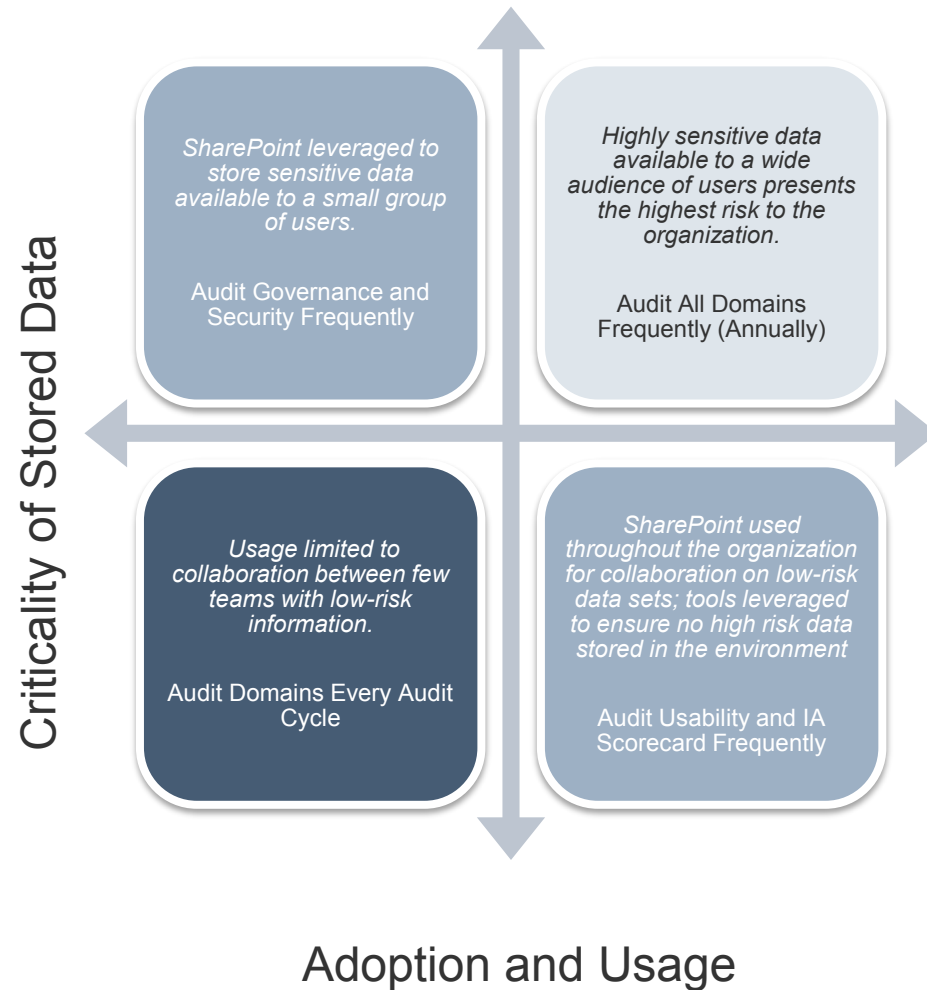 SharePoint leveraged to
store sensitive data
available to a small group
of users.
Audit Governance and
Security Frequently
Highly sensitive data
available to a wide
audience of users presents
the highest risk to the
organization.
Audit All Domains
Frequently (Annually)
Criticality of Stored Data
Usage limited to
collaboration between few
teams with low-risk
information.
Audit Domains Every Audit
Cycle
SharePoint used
throughout the organization
for collaboration on low-risk
data sets; tools leveraged
to ensure no high risk data
stored in the environment
Audit Usability and IA
Scorecard Frequently
Adoption and Usage